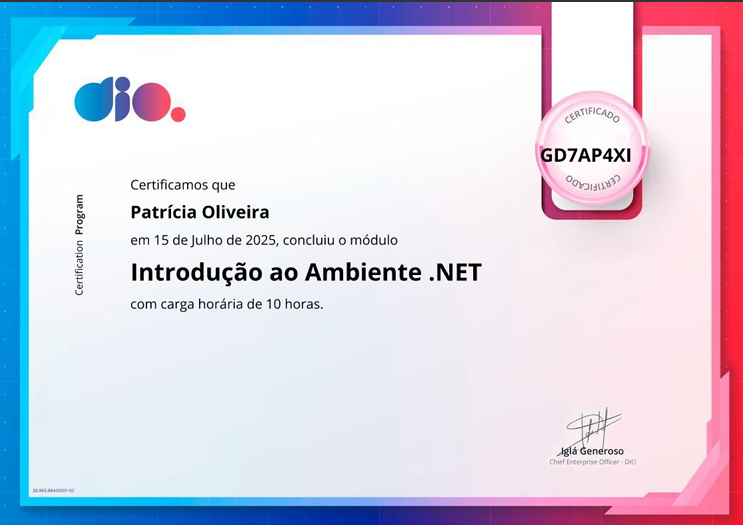 dio.
CERTIFICADO
GD7AP4XI
CERTIFICADO
Certification Program
Certificamos que
Patrícia Oliveira
em 15 de Julho de 2025, concluiu o módulo
Introdução ao Ambiente .NET
com carga horária de 10 horas.
Iglá Generoso
Chief Enterprise Officer - DIO
26.965.884/0001-02